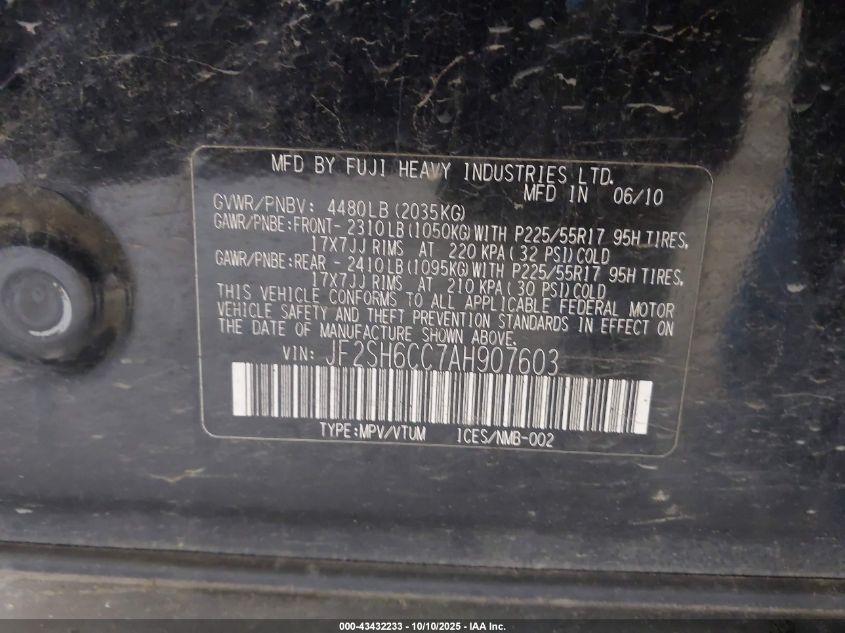 MFD BY FUJI HEAVY INDUSTRIES LTD.
MFD IN 06/10
GVWR/PNBV: 4480LB(2035KG)
GAWR/PNBE:FRONT- 2310LB(1050KG)WITH P225/55R17 95H TIRES,
17X7JJ RIMS AT 220 KPA(32 PSI)COLD
GAWR/PNBE:REAR - 2410LB(1095KG)WITH P225/55R17 95H TIRES,
17X7JJ RIMS AT 210 KPA(30 PSI)COLD
THIS VEHICLE CONFORMS TO ALL APPLICABLE FEDERAL MOTOR
VEHICLE SAFETY AND THEFT PREVENTION STANDARDS IN EFFECT ON
THE DATE OF MANUFACTURE SHOWN ABOVE.
VIN: JF2SH6CC7AH907603
TYPE:MPV/VTUM ICES/NMB-002
000-43432233 - 10/10/2025 - IAA Inc.